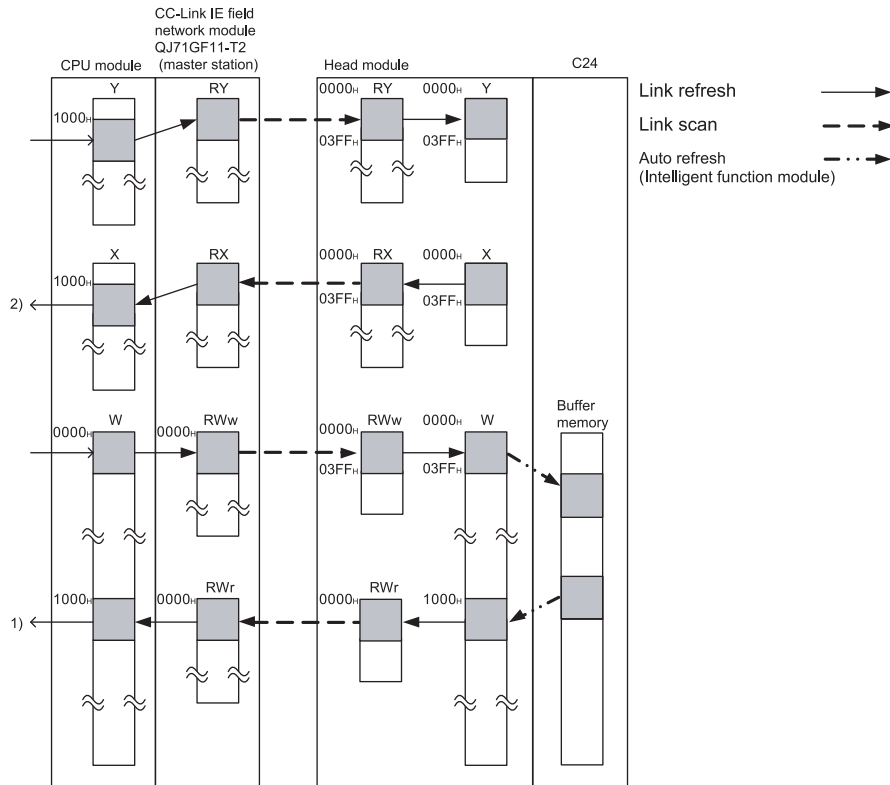 CC-Link IE field
network module
QJ71GF11-T2
(master station)
CPU module
Head module
C24
Y
RY
0000H
RY
0000H
Y
1000H
03FFH
03FFH
Link refresh
Link scan
Auto refresh
(Intelligent function module)
X
RX
0000H
RX
0000H
X
1000H
03FFH
03FFH
2)
Buffer
memory
W
RWw
0000H
RWw
0000H
W
0000H
0000H
03FFH
03FFH
RWr
RWr
1000H
0000H
0000H
1000H
1)